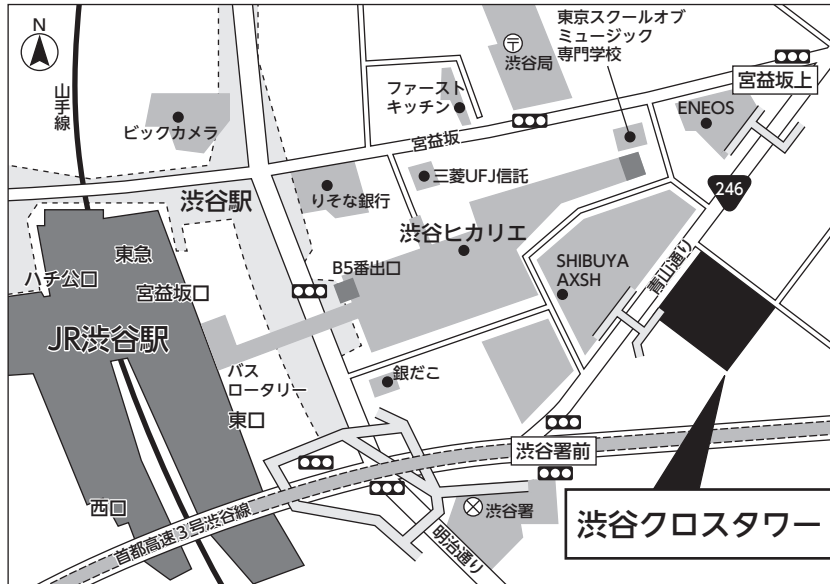 N
山手線
ビックカメラ
ファースト
キッチン
渋谷局
東京スクールオブ
ミュージック
専門学校
宮益坂上
ENEOS
宮益坂
三菱UFJ信託
りそな銀行
渋谷駅
246
渋谷ヒカリエ
東急
ハチ公口
宮益坂口
B5番出口
SHIBUYA
AXSH
青山通り
JR渋谷駅
バス
ロータリー
銀だこ
東口
渋谷署前
西口
首都高速3号渋谷線
渋谷署
明治通り
渋谷クロスタワー